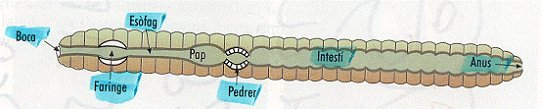 Boca
Esòfag
Faringe
Pap
Pedrer
Intestí
Anus